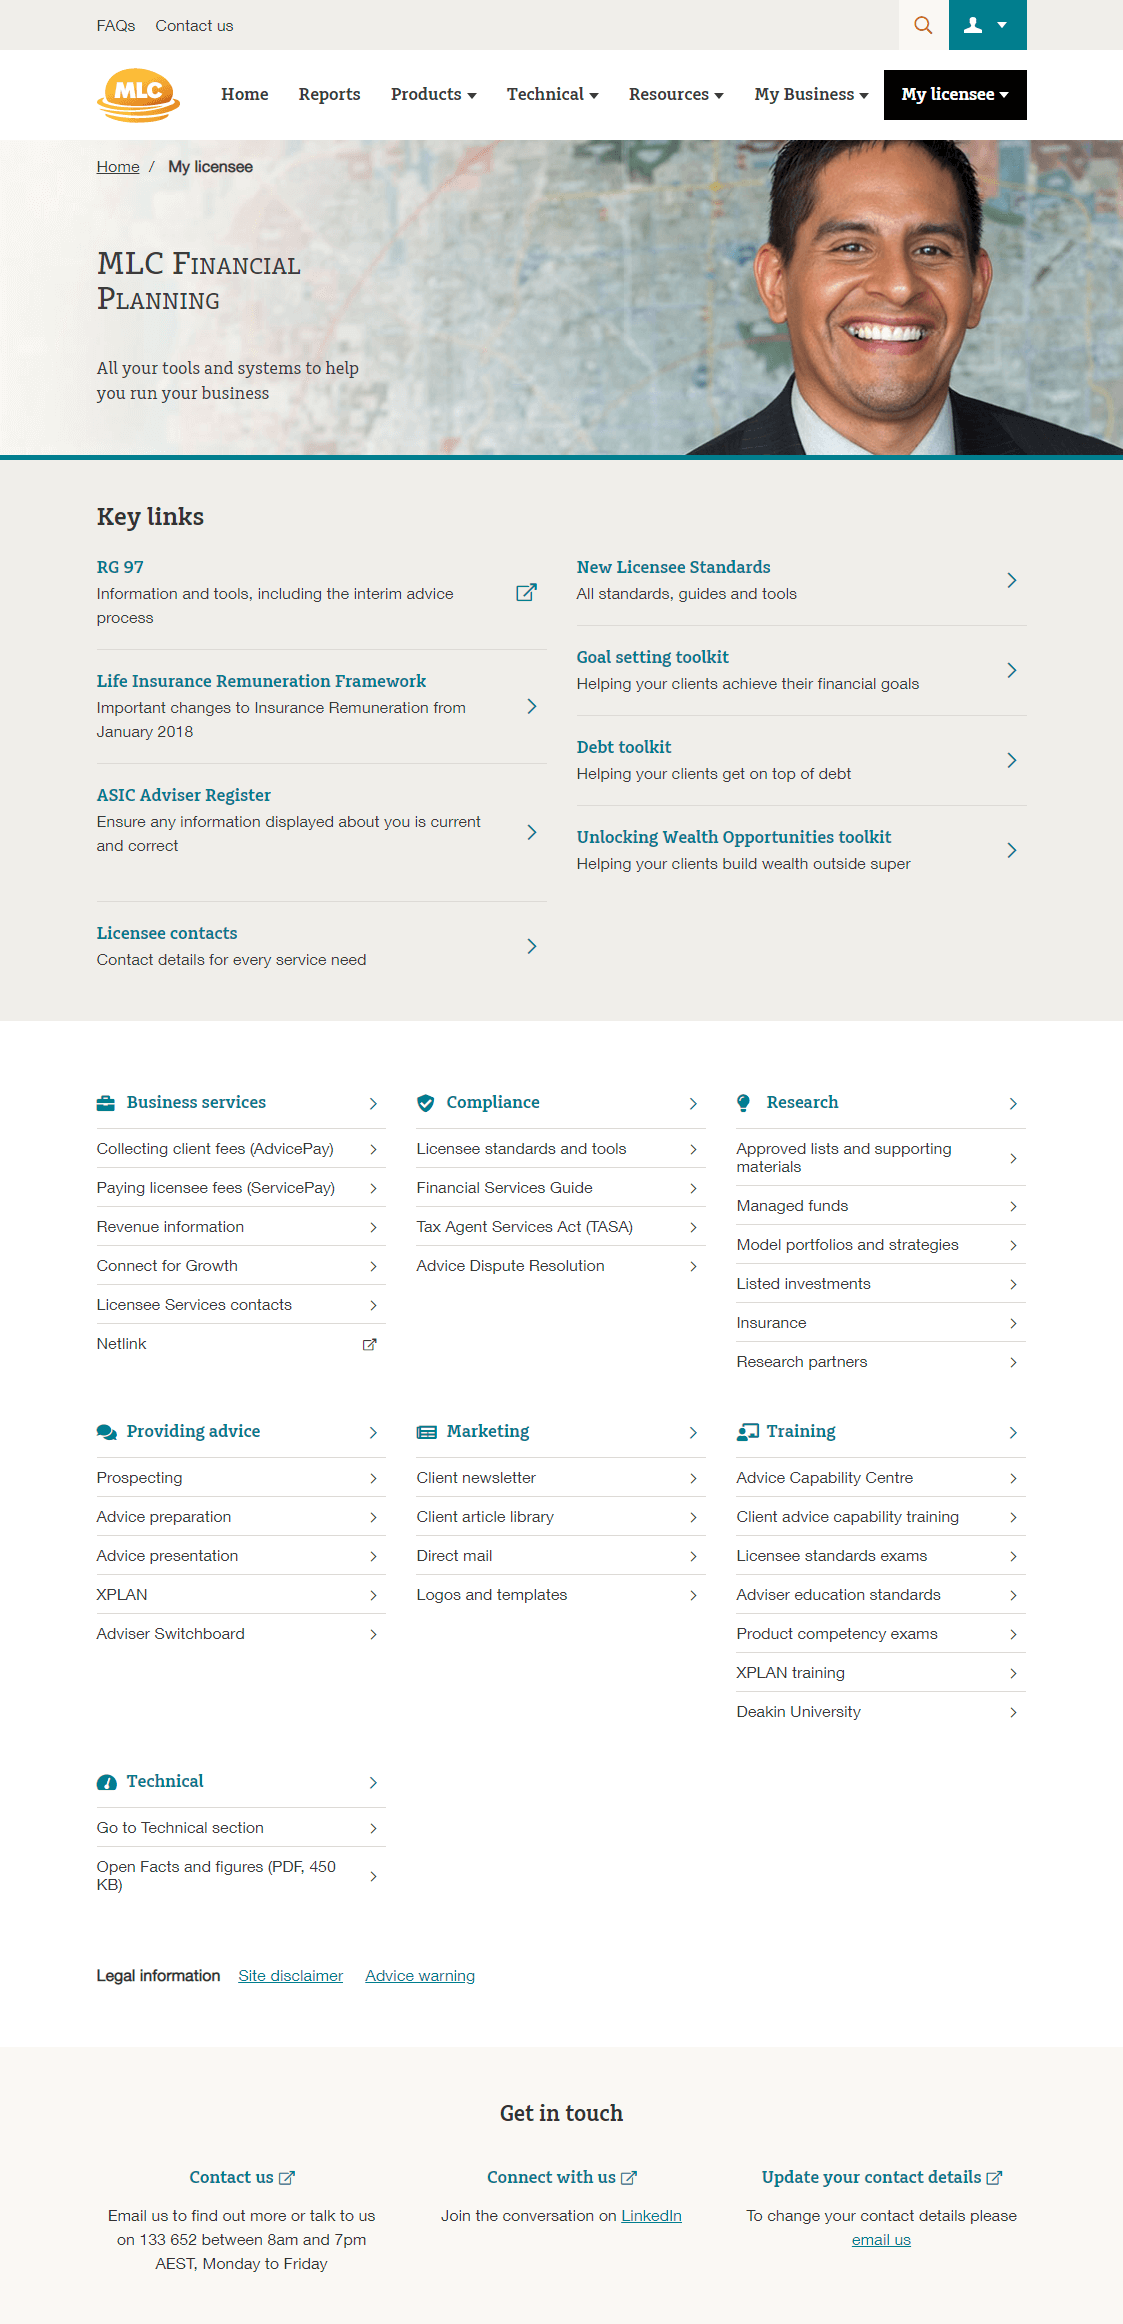 FAQs Contact us
MLC
Home Reports Products Technical Resources My Business My licensee
Home / My licensee
MLC Financial
Planning
All your tools and systems to help
you run your business
Key links
RG 97
Information and tools, including the interim advice
process
Life Insurance Remuneration Framework
Important changes to Insurance Remuneration from
January 2018
ASIC Adviser Register
Ensure any information displayed about you is current
and correct
Licensee contacts
Contact details for every service need
New Licensee Standards
All standards, guides and tools
Goal setting toolkit
Helping your clients achieve their financial goals
Debt toolkit
Helping your clients get on top of debt
Unlocking Wealth Opportunities toolkit
Helping your clients build wealth outside super
Business services
Collecting client fees (AdvicePay)
Paying licensee fees (ServicePay)
Revenue information
Connect for Growth
Licensee Services contacts
Netlink
Compliance
Licensee standards and tools
Financial Services Guide
Tax Agent Services Act (TASA)
Advice Dispute Resolution
Research
Approved lists and supporting
materials
Managed funds
Model portfolios and strategies
Listed investments
Insurance
Research partners
Providing advice
Prospecting
Advice preparation
Advice presentation
XPLAN
Adviser Switchboard
Marketing
Client newsletter
Client article library
Direct mail
Logos and templates
Training
Advice Capability Centre
Client advice capability training
Licensee standards exams
Adviser education standards
Product competency exams
XPLAN training
Deakin University
Technical
Go to Technical section
Open Facts and figures (PDF, 450
KB)
Legal information Site disclaimer Advice warning
Get in touch
Contact us
Email us to find out more or talk to us
on 133 652 between 8am and 7pm
AEST, Monday to Friday
Connect with us
Join the conversation on LinkedIn
Update your contact details
To change your contact details please
email us